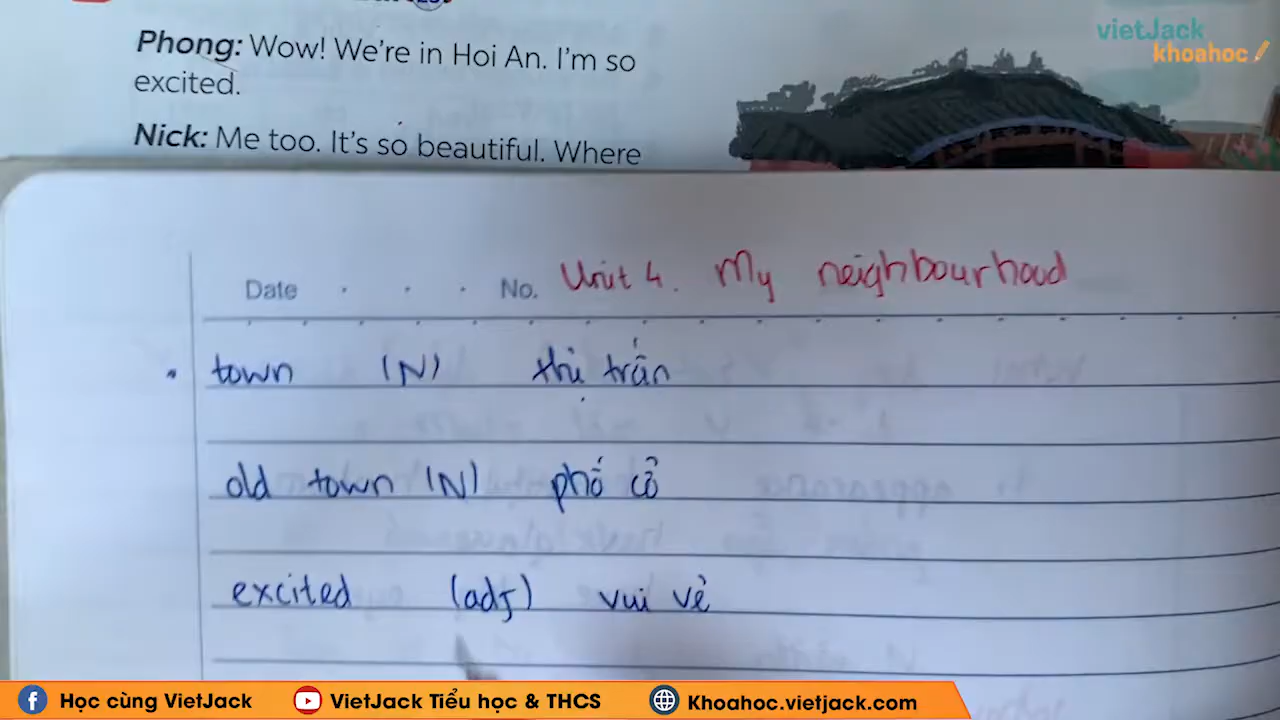 vietJack
khoahoc
Phong: Wow! We're in Hoi An. I'm so
excited.
Nick: Me too. It's so beautiful. Where
Date . . . No. Unit 4. My neighbourhood
town (N) thị trấn
old town (N) phố cổ
excited (adj) vui vẻ
Học cùng VietJack VietJack Tiểu học & THCS Khoahoc.vietjack.com